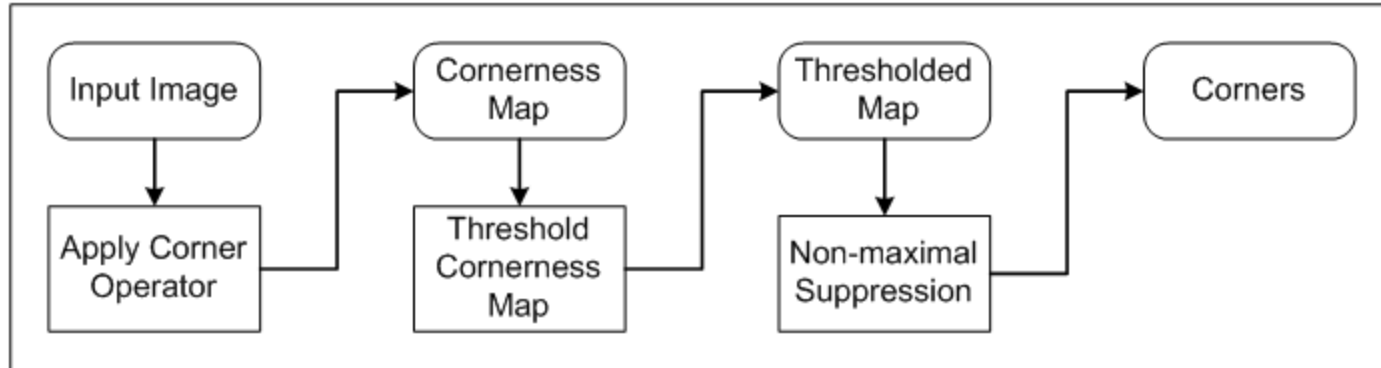 Input Image
Apply Corner
Operator
Cornerness
Map
Threshold
Cornerness
Map
Thresholded
Map
Non-maximal
Suppression
Corners